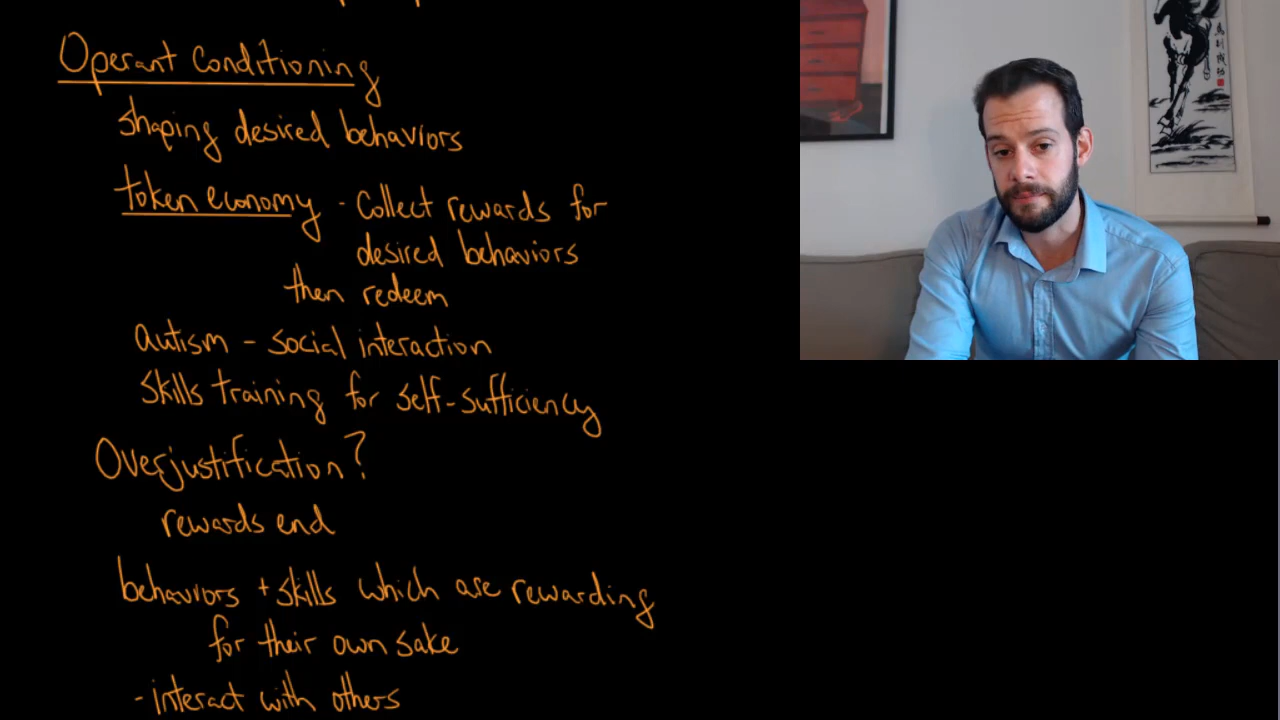 Operant Conditioning
shaping desired behaviors
token economy - Collect rewards for
desired behaviors
then redeem
autism - social interaction
skills training for self-sufficiency
Overjustification?
rewards end
behaviors + skills which are rewarding
for their own sake
- interact with others